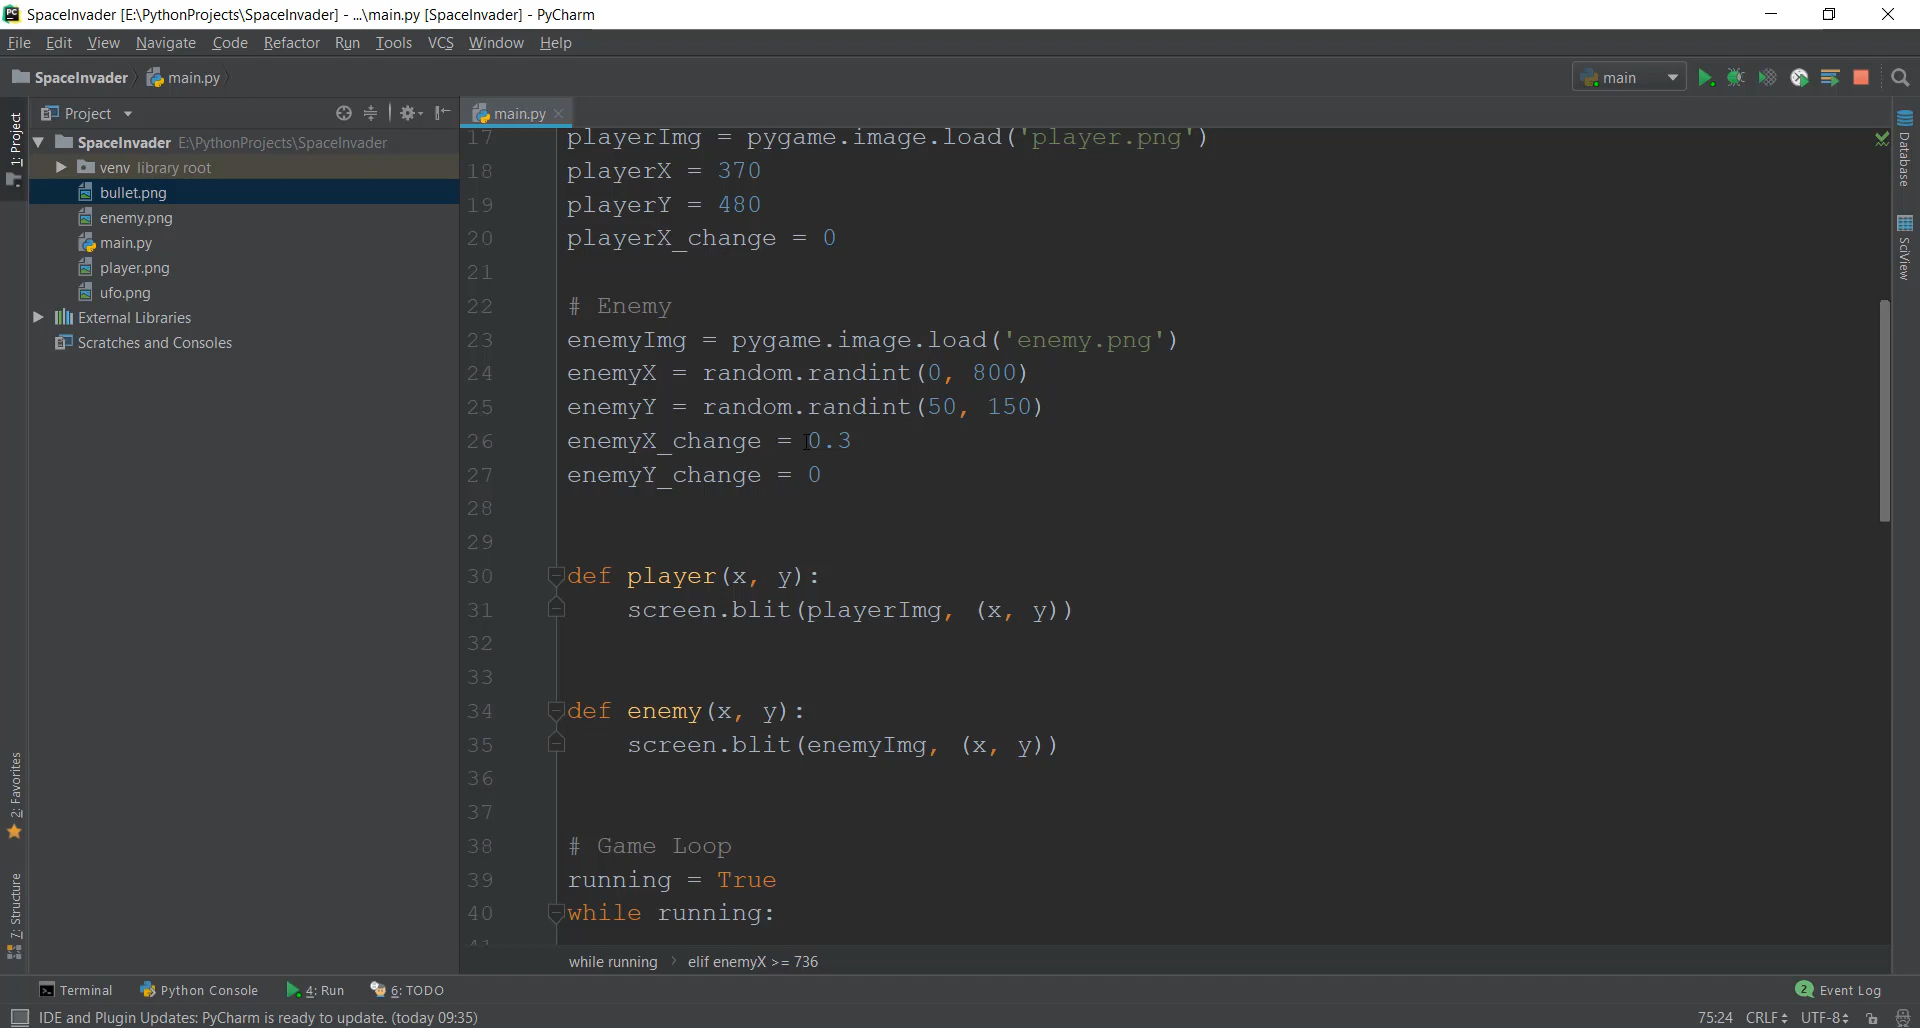 SpaceInvader [E:\PythonProjects\SpaceInvader] - ...\main.py [SpaceInvader] - PyCharm
File Edit View Navigate Code Refactor Run Tools VCS Window Help
SpaceInvader main.py main
Project main.py
1: Project
SpaceInvader E:\PythonProjects\SpaceInvader
venv library root
bullet.png
enemy.png
main.py
player.png
ufo.png
External Libraries
Scratches and Consoles
2: Favorites
7: Structure
17 playerImg = pygame.image.load('player.png')
18 playerX = 370
19 playerY = 480
20 playerX_change = 0
21
22 # Enemy
23 enemyImg = pygame.image.load('enemy.png')
24 enemyX = random.randint(0, 800)
25 enemyY = random.randint(50, 150)
26 enemyX_change = 0.3
27 enemyY_change = 0
28
29
30 def player(x, y):
31 screen.blit(playerImg, (x, y))
32
33
34 def enemy(x, y):
35 screen.blit(enemyImg, (x, y))
36
37
38 # Game Loop
39 running = True
40 while running:
41
Database
SciView
while running › elif enemyX >= 736
Terminal Python Console 4: Run 6: TODO 2 Event Log
IDE and Plugin Updates: PyCharm is ready to update. (today 09:35) 75:24 CRLF UTF-8